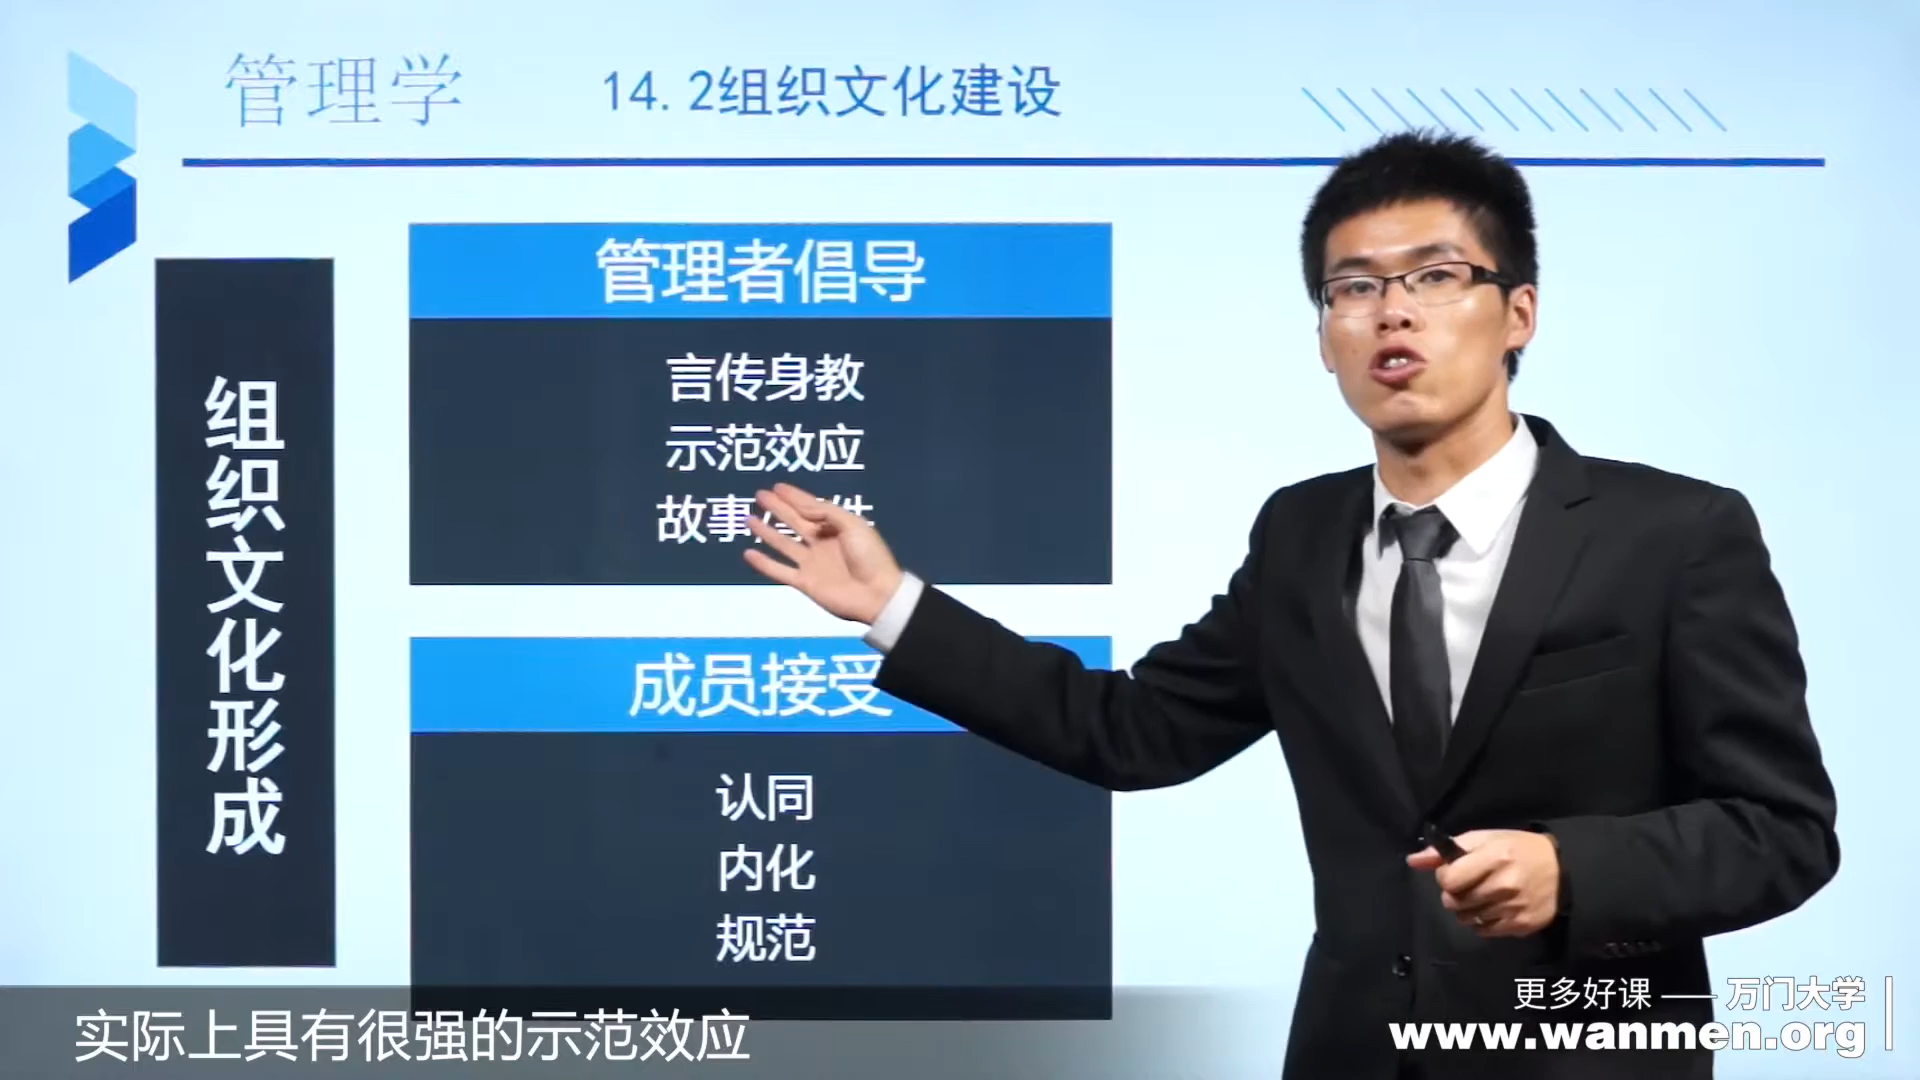 管理学
14.2组织文化建设
组织文化形成
管理者倡导
言传身教
示范效应
故事/事件
成员接受
认同
内化
规范
实际上具有很强的示范效应
更多好课 —— 万门大学
www.wanmen.org